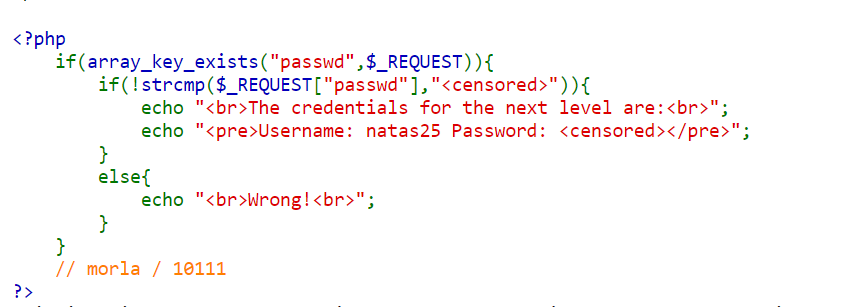 <?php
    if(array_key_exists("passwd",$_REQUEST)){
        if(!strcmp($_REQUEST["passwd"],"<censored>")){
            echo "<br>The credentials for the next level are:<br>";
            echo "<pre>Username: natas25 Password: <censored></pre>";
        }
        else{
            echo "<br>Wrong!<br>";
        }
    }
    // morla / 10111
?>